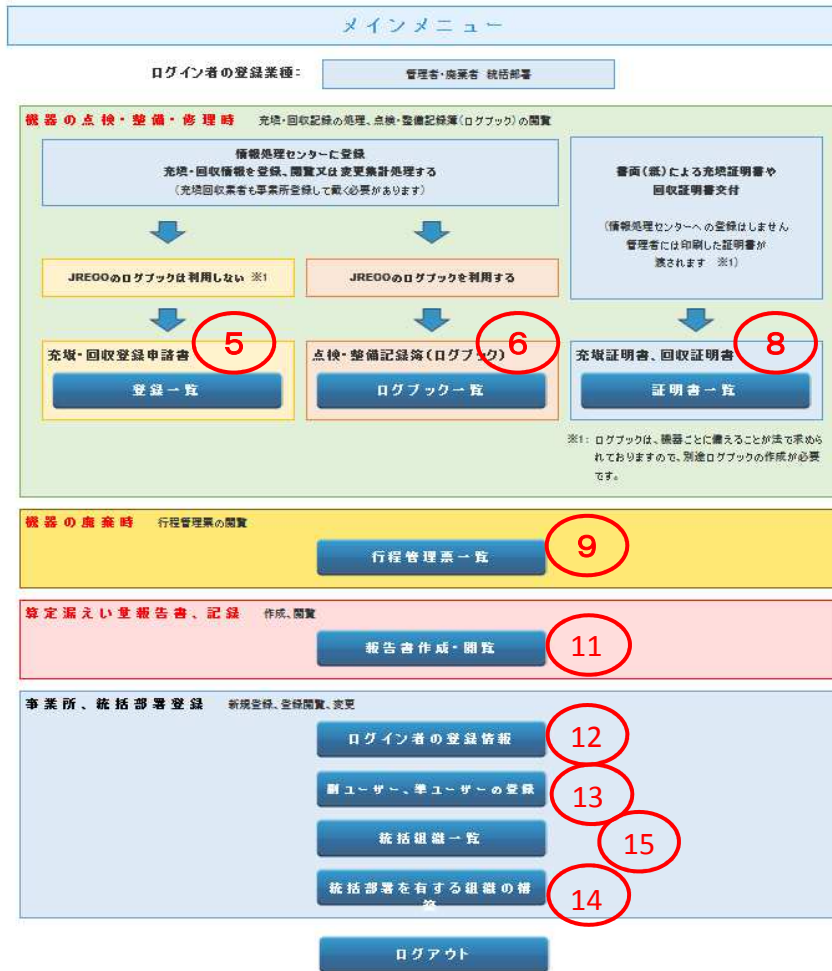 メインメニュー
ログイン者の登録業種：
管理者・廃棄者 統括部署
機器の点検・整備・修理時 充填・回収記録の処理、点検・整備記録簿（ログブック）の閲覧
情報処理センターに登録
充填・回収情報を登録、閲覧又は変更集計処理する
（充填回収業者も事業所登録して戴く必要があります）
書面（紙）による充填証明書や
回収証明書交付
（情報処理センターへの登録はしません
管理者には印刷した証明書が
渡されます ※1）
JRECOのログブックは利用しない ※1
JRECOのログブックを利用する
5
6
8
充填・回収登録申請書
点検・整備記録簿（ログブック）
充填証明書、回収証明書
登録一覧
ログブック一覧
証明書一覧
※1： ログブックは、機器ごとに備えることが法で求めら
れておりますので、別途ログブックの作成が必要
です。
機器の廃棄時 行程管理票の閲覧
行程管理票一覧
9
算定漏えい量報告書、記録 作成、閲覧
報告書作成・閲覧
11
事業所、統括部署登録 新規登録、登録閲覧、変更
ログイン者の登録情報
12
副ユーザー、準ユーザーの登録
13
統括組織一覧
15
統括部署を有する組織の構
築
14
ログアウト